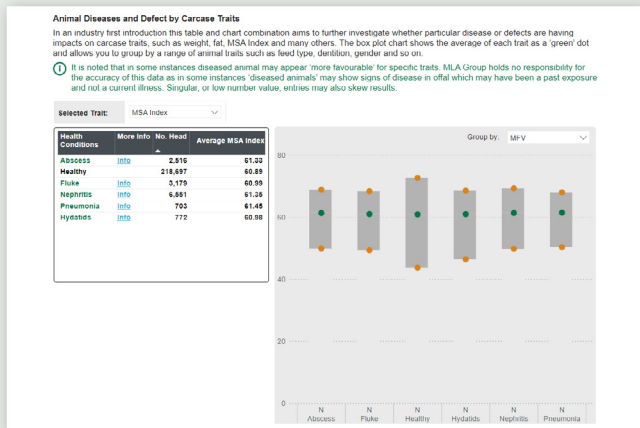 Animal Diseases and Defect by Carcase Traits
In an industry first introduction this table and chart combination aims to further investigate whether particular disease or defects are having
impacts on carcase traits, such as weight, fat, MSA Index and many others. The box plot chart shows the average of each trait as a 'green' dot
and allows you to group by a range of animal traits such as feed type, dentition, gender and so on.
It is noted that in some instances diseased animal may appear 'more favourable' for specific traits. MLA Group holds no responsibility for
the accuracy of this data as in some instances 'diseased animals' may show signs of disease in offal which may have been a past exposure
and not a current illness. Singular, or low number value, entries may also skew results.
Selected Trait: MSA Index
Health Conditions More Info No. Head Average MSA Index
Abscess Info 2,516 61.33
Healthy 218,697 60.89
Fluke Info 3,179 60.99
Nephritis Info 6,551 61.35
Pneumonia Info 703 61.45
Hydatids Info 772 60.98
Group by: MFV
80
60
40
20
0
N N N N N N
Abscess Fluke Healthy Hydatids Nephritis Pneumonia